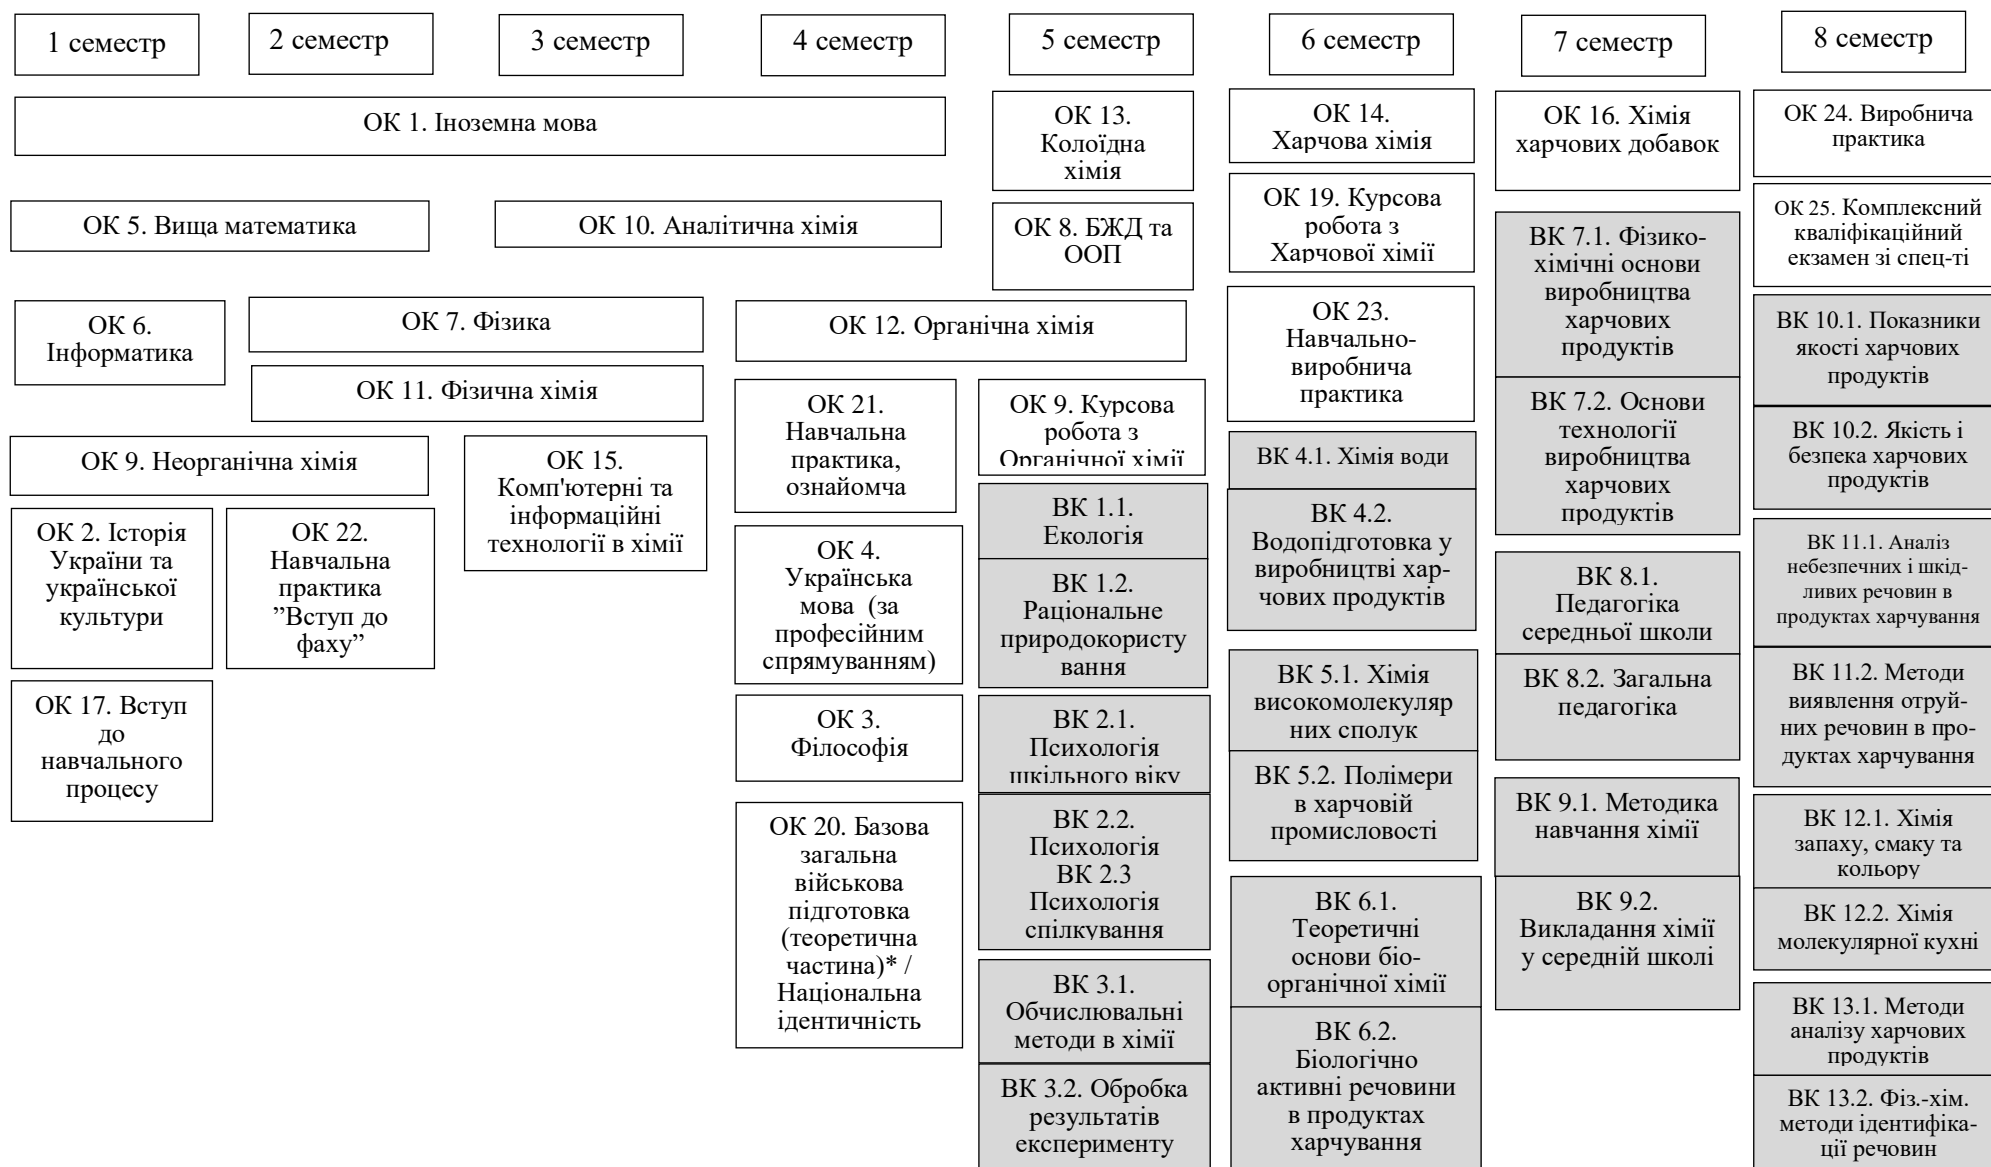 1 семестр
2 семестр
3 семестр
4 семестр
5 семестр
6 семестр
7 семестр
8 семестр
ОК 1. Іноземна мова
ОК 13.
Колоїдна
хімія
ОК 14.
Харчова хімія
ОК 16. Хімія
харчових добавок
ОК 24. Виробнича
практика
ОК 5. Вища математика
ОК 10. Аналітична хімія
ОК 8. БЖД та
ООП
ОК 19. Курсова
робота з
Харчової хімії
ВК 7.1. Фізико-
хімічні основи
виробництва
харчових
продуктів
ОК 25. Комплексний
кваліфікаційний
екзамен зі спец-ті
ОК 6.
Інформатика
ОК 7. Фізика
ОК 12. Органічна хімія
ОК 23.
Навчально-
виробнича
практика
ВК 10.1. Показники
якості харчових
продуктів
ОК 11. Фізична хімія
ОК 21.
Навчальна
практика,
ознайомча
ОК 9. Курсова
робота з
Органічної хімії
ВК 7.2. Основи
технології
виробництва
харчових
продуктів
ВК 10.2. Якість і
безпека харчових
продуктів
ОК 9. Неорганічна хімія
ОК 15.
Комп'ютерні та
інформаційні
технології в хімії
ВК 4.1. Хімія води
ОК 2. Історія
України та
української
культури
ОК 22.
Навчальна
практика
”Вступ до
фаху”
ОК 4.
Українська
мова (за
професійним
спрямуванням)
ВК 1.1.
Екологія
ВК 1.2.
Раціональне
природокористу
вання
ВК 4.2.
Водопідготовка у
виробництві хар-
чових продуктів
ВК 8.1.
Педагогіка
середньої школи
ВК 11.1. Аналіз
небезпечних і шкід-
ливих речовин в
продуктах харчування
ОК 17. Вступ
до
навчального
процесу
ОК 3.
Філософія
ВК 2.1.
Психологія
шкільного віку
ВК 5.1. Хімія
високомолекуляр
них сполук
ВК 8.2. Загальна
педагогіка
ВК 11.2. Методи
виявлення отруй-
них речовин в про-
дуктах харчування
ОК 20. Базова
загальна
військова
підготовка
(теоретична
частина)* /
Національна
ідентичність
ВК 2.2.
Психологія
ВК 2.3
Психологія
спілкування
ВК 5.2. Полімери
в харчовій
промисловості
ВК 9.1. Методика
навчання хімії
ВК 12.1. Хімія
запаху, смаку та
кольору
ВК 6.1.
Теоретичні
основи біо-
органічної хімії
ВК 9.2.
Викладання хімії
у середній школі
ВК 12.2. Хімія
молекулярної кухні
ВК 3.1.
Обчислювальні
методи в хімії
ВК 6.2.
Біологічно
активні речовини
в продуктах
харчування
ВК 13.1. Методи
аналізу харчових
продуктів
ВК 3.2. Обробка
результатів
експерименту
ВК 13.2. Фіз.-хім.
методи ідентифіка-
ції речовин